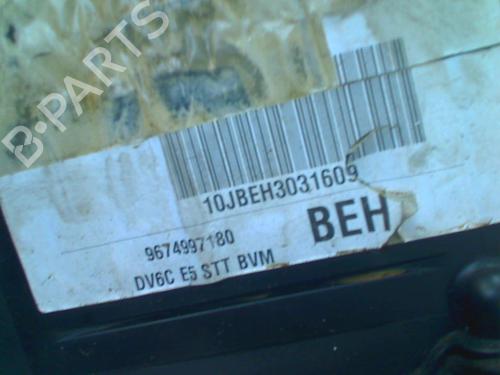 B-PARTS
10JBEH3031609
9674997180
BEH
DV6C E5 STT BVM